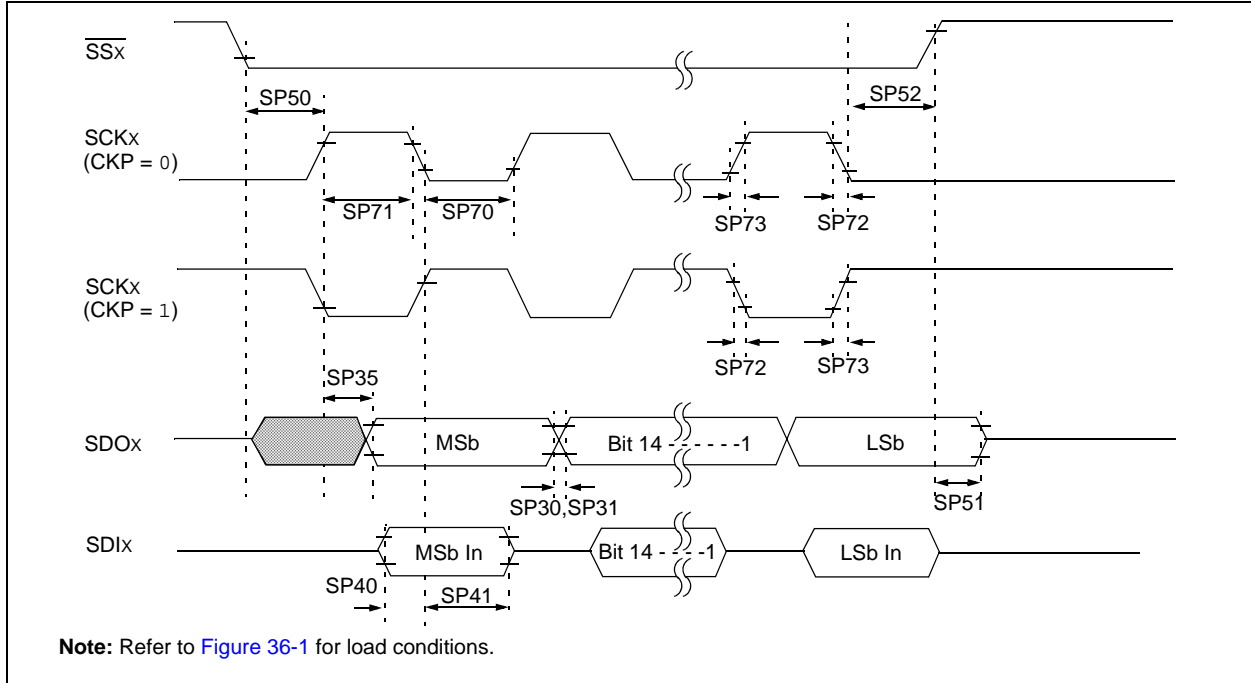 SSX
SP50
SP52
SCKX
(CKP = 0)
SP71
SP70
SP73
SP72
SCKX
(CKP = 1)
SP72
SP73
SP35
SDOX
MSb
Bit 14 - - - - - -1
LSb
SP30,SP31
SP51
SDIX
MSb In
Bit 14 - - - -1
LSb In
SP40
SP41
Note: Refer to Figure 36-1 for load conditions.